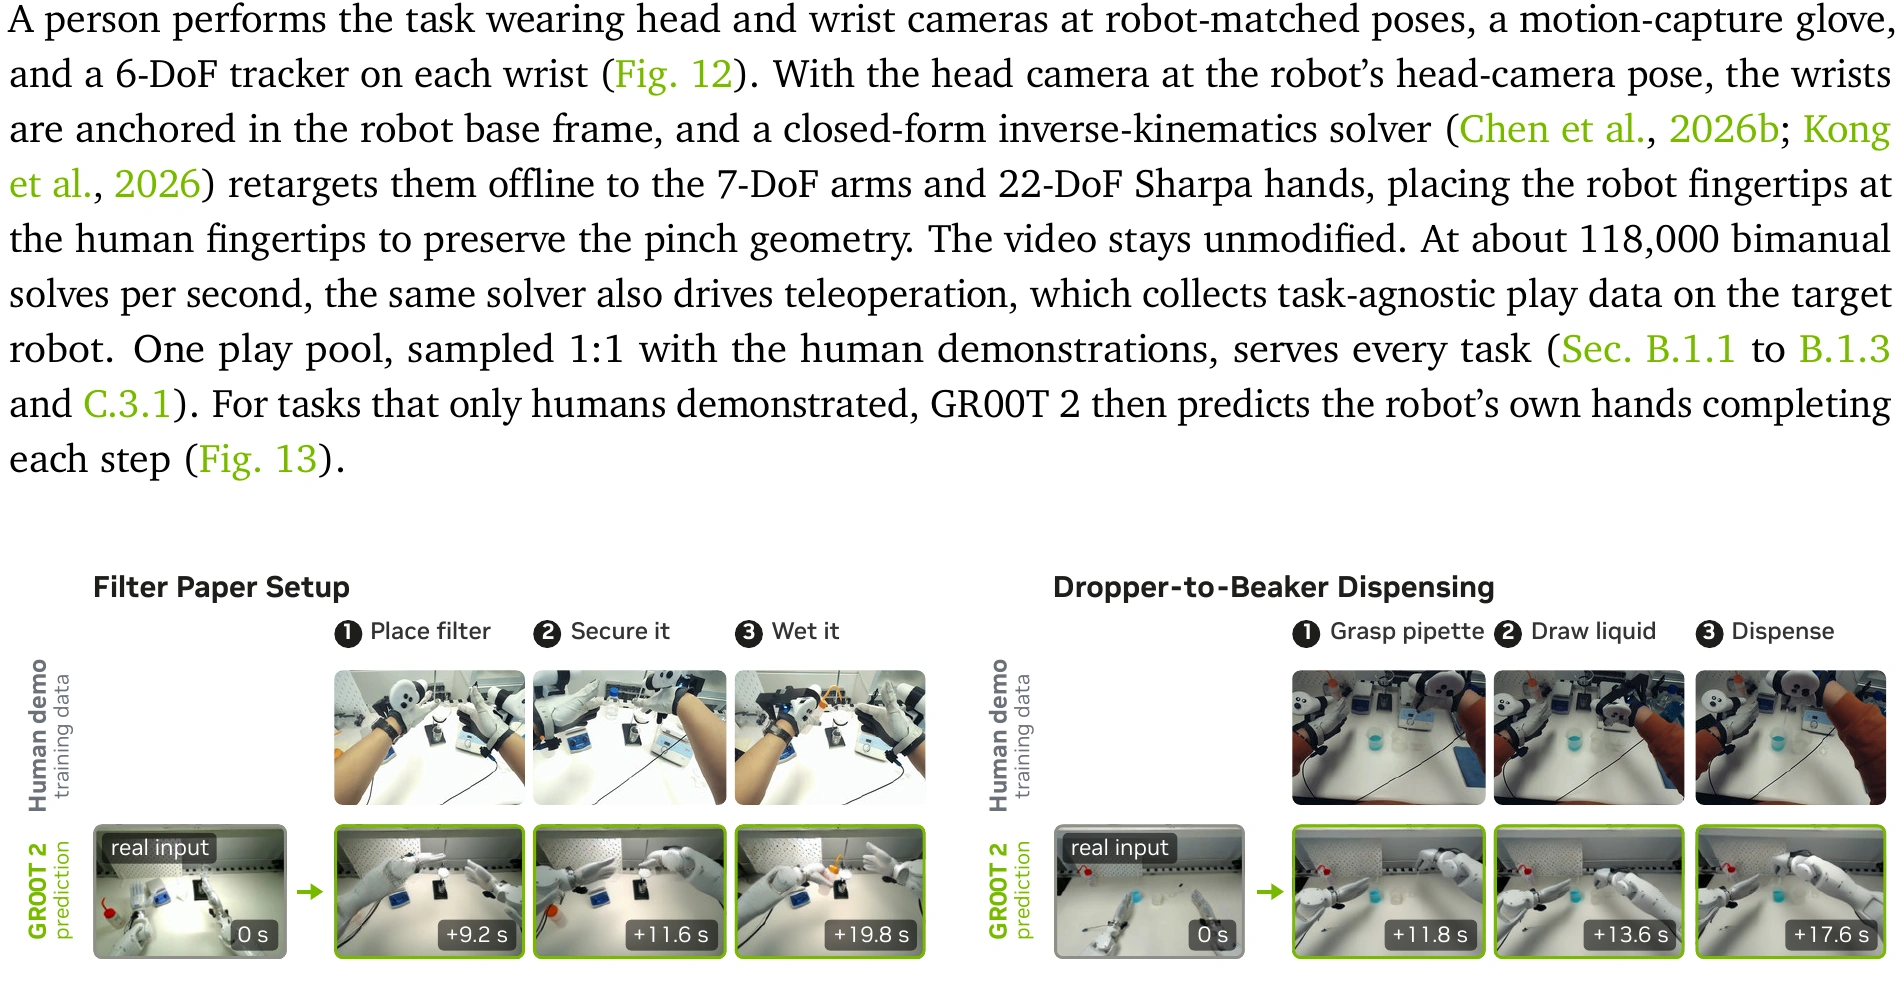 A person performs the task wearing head and wrist cameras at robot-matched poses, a motion-capture glove,
and a 6-DoF tracker on each wrist (Fig. 12). With the head camera at the robot’s head-camera pose, the wrists
are anchored in the robot base frame, and a closed-form inverse-kinematics solver (Chen et al., 2026b; Kong
et al., 2026) retargets them offline to the 7-DoF arms and 22-DoF Sharpa hands, placing the robot fingertips at
the human fingertips to preserve the pinch geometry. The video stays unmodified. At about 118,000 bimanual
solves per second, the same solver also drives teleoperation, which collects task-agnostic play data on the target
robot. One play pool, sampled 1:1 with the human demonstrations, serves every task (Sec. B.1.1 to B.1.3
and C.3.1). For tasks that only humans demonstrated, GR00T 2 then predicts the robot’s own hands completing
each step (Fig. 13).
Filter Paper Setup
1 Place filter
2 Secure it
3 Wet it
Human demo
training data
GR00T 2
prediction
real input
0 s
+9.2 s
+11.6 s
+19.8 s
Dropper-to-Beaker Dispensing
1 Grasp pipette
2 Draw liquid
3 Dispense
Human demo
training data
GR00T 2
prediction
real input
0 s
+11.8 s
+13.6 s
+17.6 s